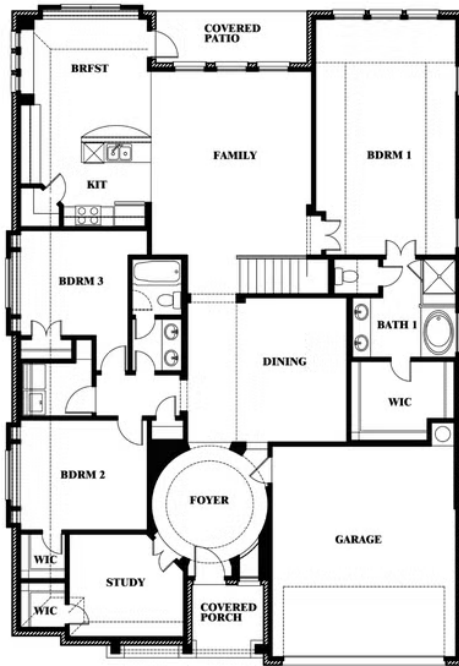 COVERED
PATIO
BRFST
FAMILY
BDRM 1
KIT
BDRM 3
BATH 1
DINING
WIC
BDRM 2
FOYER
GARAGE
WIC
STUDY
WIC
COVERED
PORCH